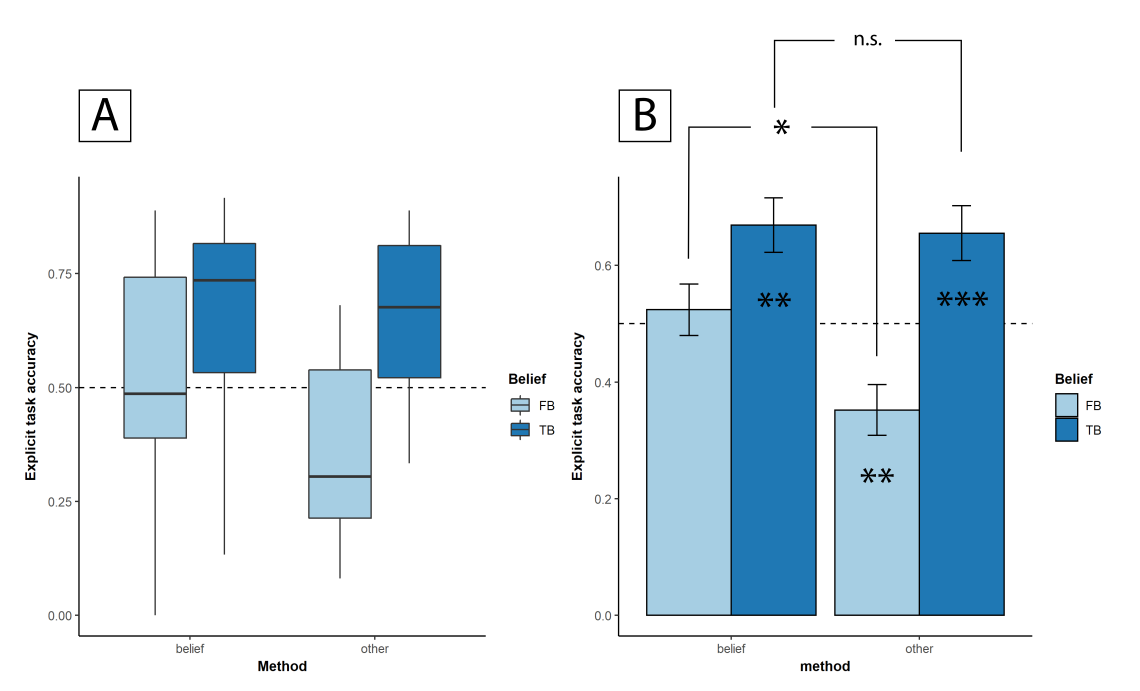 A
Explicit task accuracy
0.75
0.50
0.25
0.00
belief
other
Method
Belief
FB
TB
B
n.s.
*
Explicit task accuracy
0.6
0.4
0.2
0.0
**
***
**
belief
other
method
Belief
FB
TB